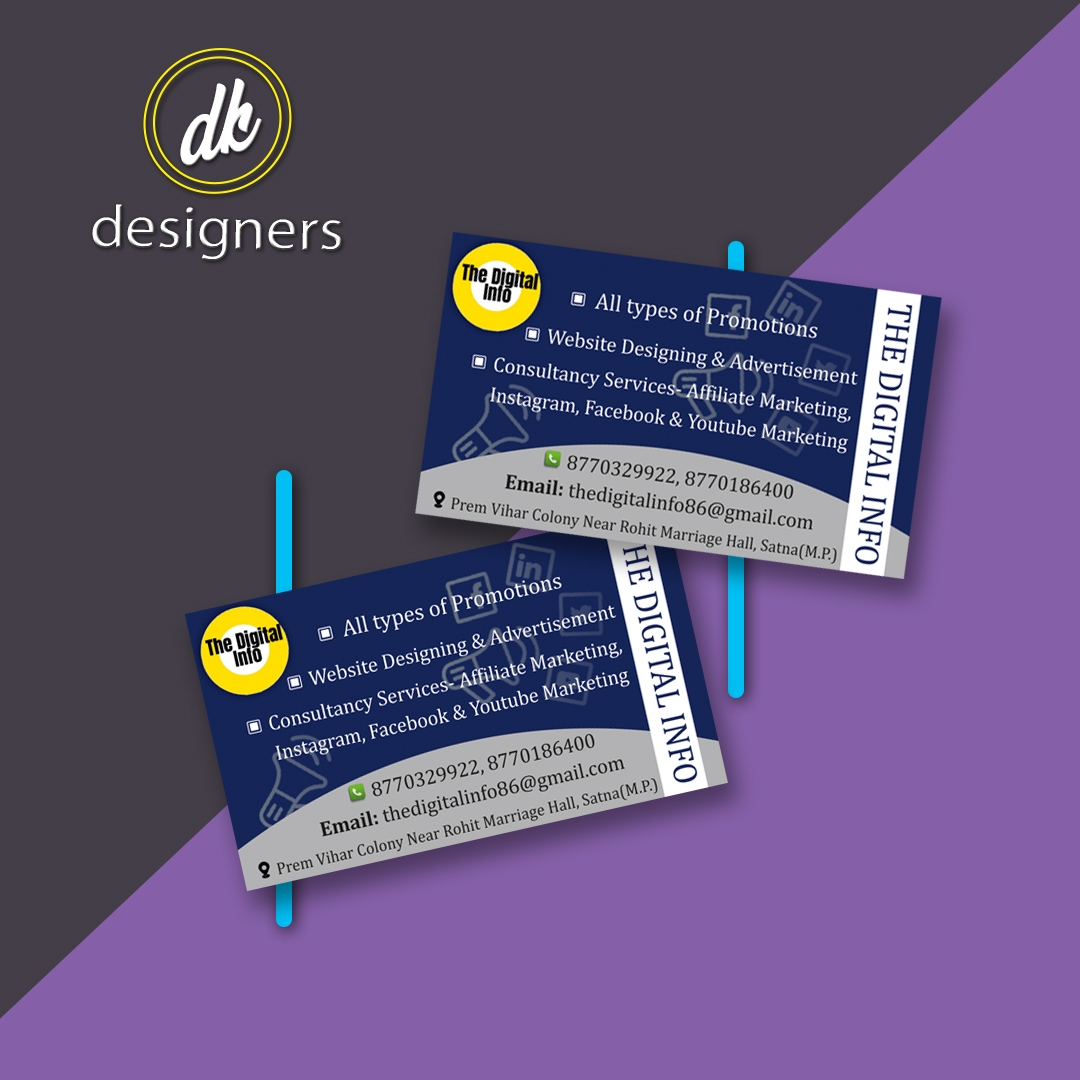 dk
designers
The Digital
Info
All types of Promotions
Website Designing & Advertisement
Consultancy Services- Affiliate Marketing,
Instagram, Facebook & Youtube Marketing
8770329922, 8770186400
Email: thedigitalinfo86@gmail.com
Prem Vihar Colony Near Rohit Marriage Hall, Satna(M.P.)
THE DIGITAL INFO
The Digital
Info
All types of Promotions
Website Designing & Advertisement
Consultancy Services- Affiliate Marketing,
Instagram, Facebook & Youtube Marketing
8770329922, 8770186400
Email: thedigitalinfo86@gmail.com
Prem Vihar Colony Near Rohit Marriage Hall, Satna(M.P.)
HE DIGITAL INFO